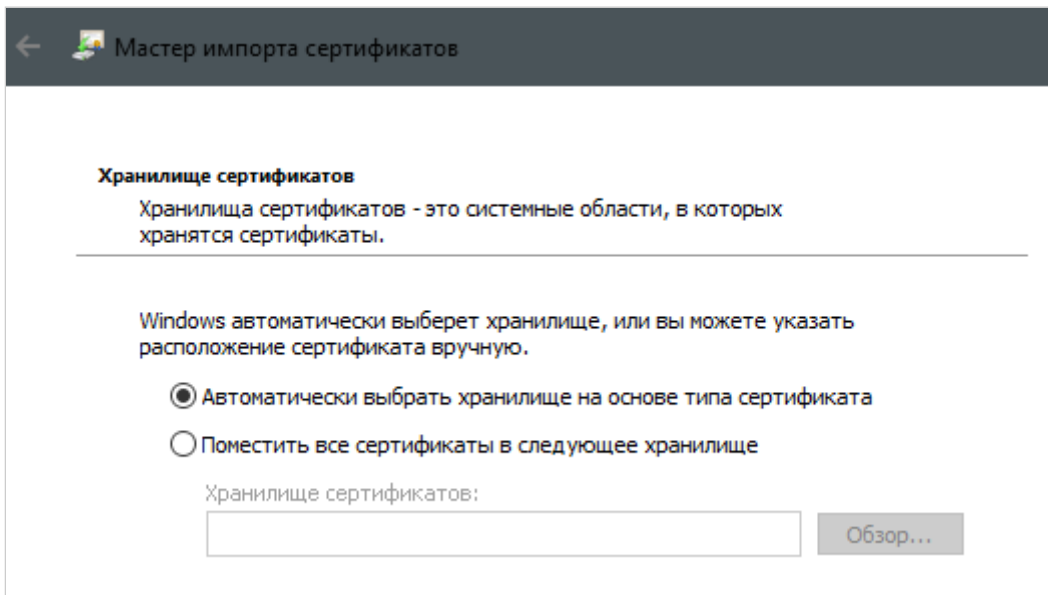 Мастер импорта сертификатов
Хранилище сертификатов
Хранилища сертификатов - это системные области, в которых
хранятся сертификаты.
Windows автоматически выберет хранилище, или вы можете указать
расположение сертификата вручную.
Автоматически выбрать хранилище на основе типа сертификата
Поместить все сертификаты в следующее хранилище
Хранилище сертификатов:
Обзор...